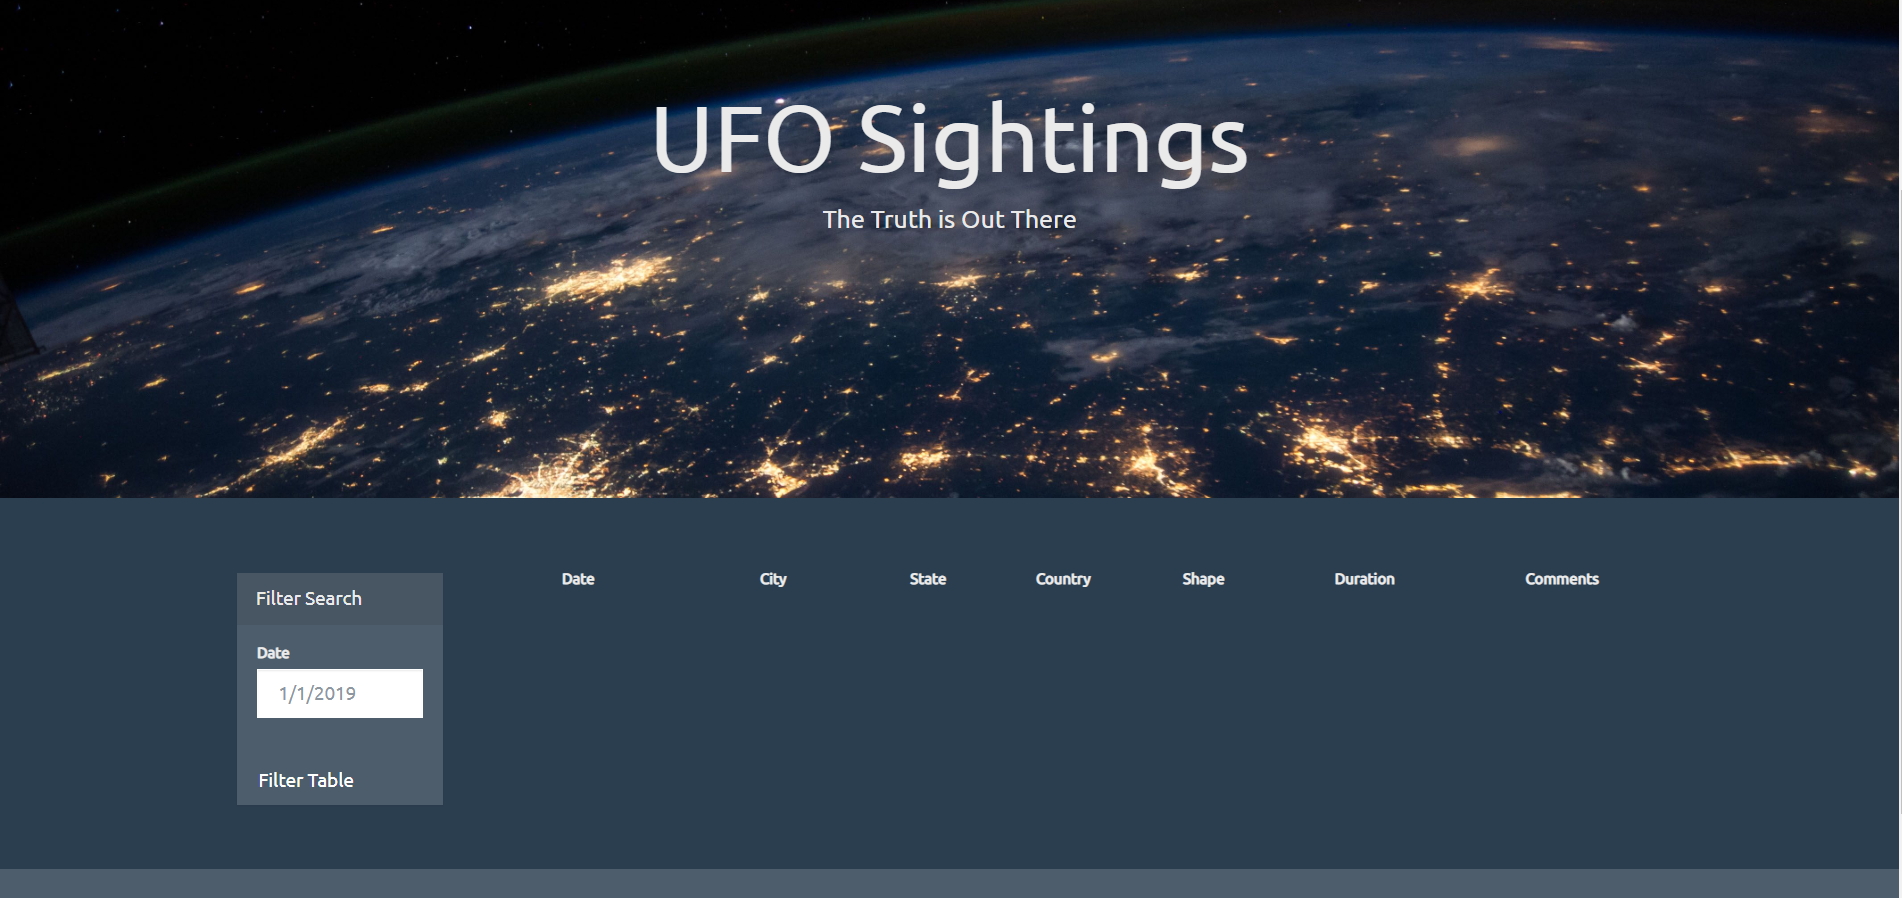 UFO Sightings
The Truth is Out There
Filter Search
Date
1/1/2019
Filter Table
Date City State Country Shape Duration Comments